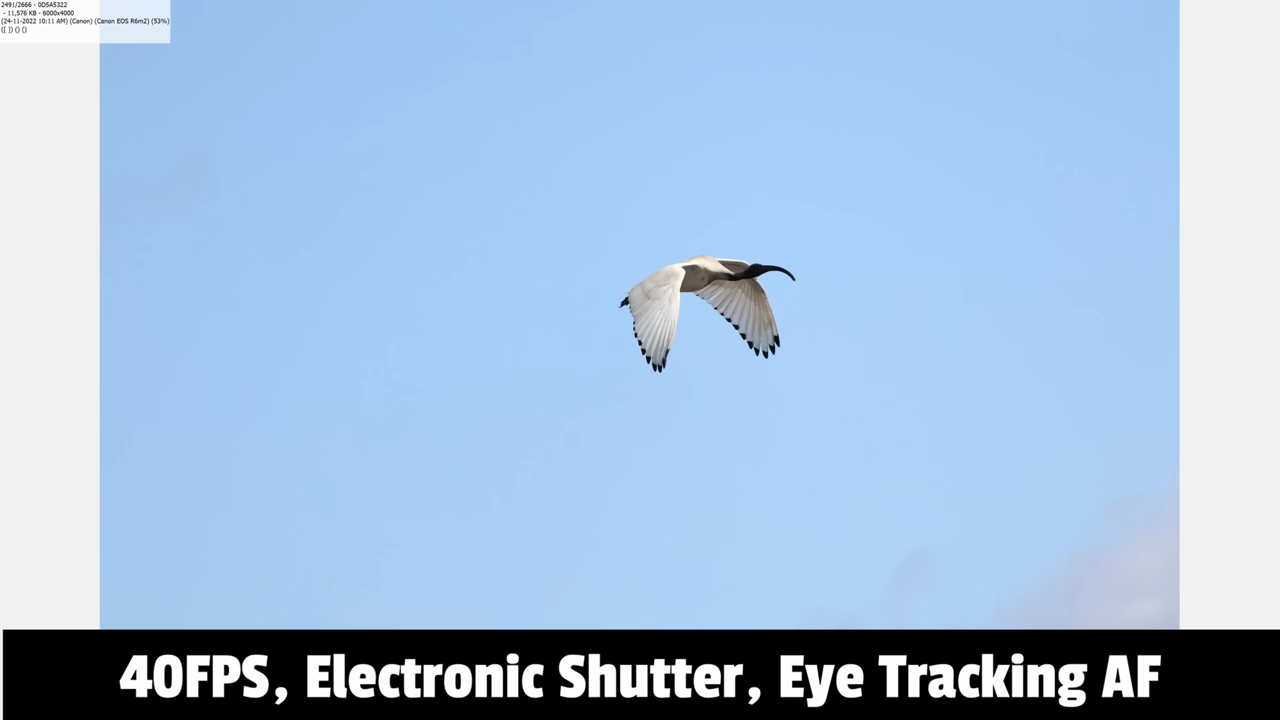 2491/2666 - 0D5A5322
- 11,576 KB - 6000x4000
(24-11-2022 10:11 AM) (Canon) (Canon EOS R6m2) (53%)
([ ]) () ()
40FPS, Electronic Shutter, Eye Tracking AF